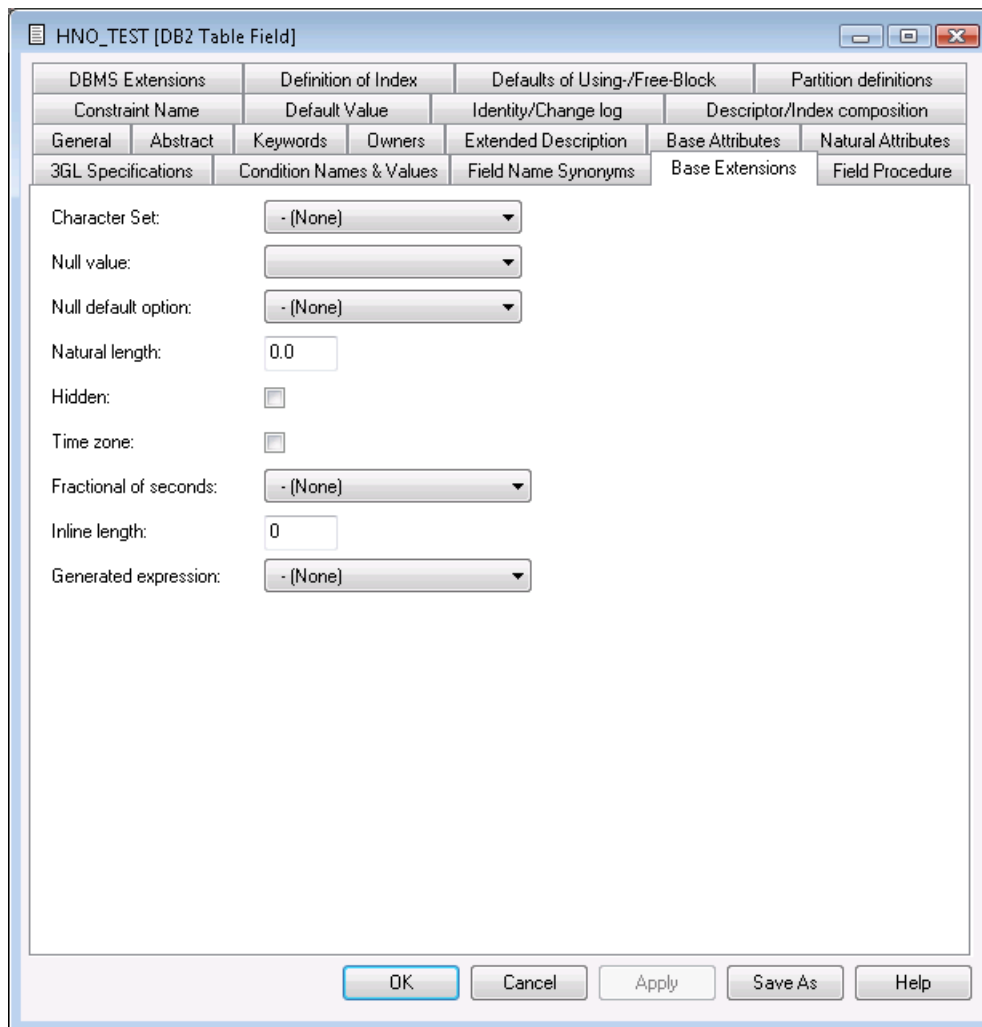 HNO_TEST [DB2 Table Field]
DBMS Extensions Definition of Index Defaults of Using-/Free-Block Partition definitions
Constraint Name Default Value Identity/Change log Descriptor/Index composition
General Abstract Keywords Owners Extended Description Base Attributes Natural Attributes
3GL Specifications Condition Names & Values Field Name Synonyms Base Extensions Field Procedure
Character Set: - (None)
Null value:
Null default option: - (None)
Natural length: 0.0
Hidden:
Time zone:
Fractional of seconds: - (None)
Inline length: 0
Generated expression: - (None)
OK Cancel Apply Save As Help